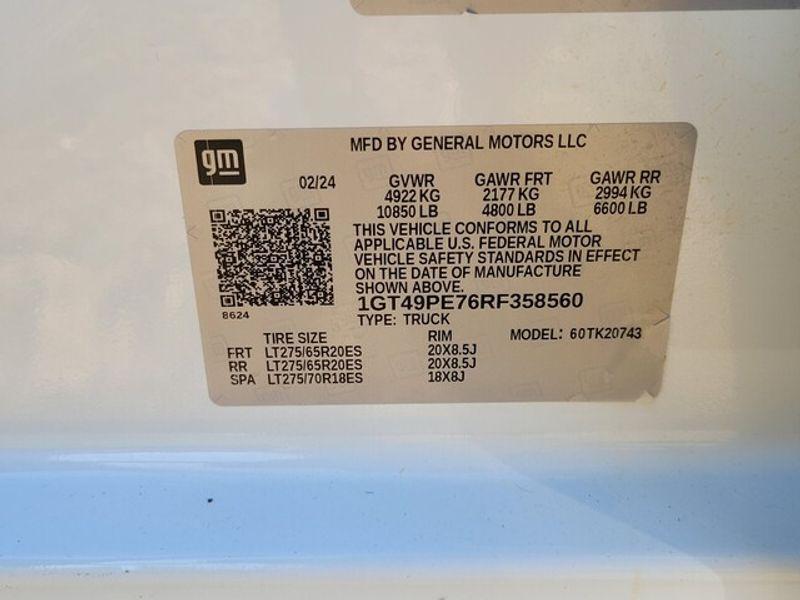 gm
MFD BY GENERAL MOTORS LLC
02/24 GVWR GAWR FRT GAWR RR
4922 KG 2177 KG 2994 KG
10850 LB 4800 LB 6600 LB
THIS VEHICLE CONFORMS TO ALL
APPLICABLE U.S. FEDERAL MOTOR
VEHICLE SAFETY STANDARDS IN EFFECT
ON THE DATE OF MANUFACTURE
SHOWN ABOVE.
1GT49PE76RF358560
8624
TYPE: TRUCK
TIRE SIZE RIM MODEL: 60TK20743
FRT LT275/65R20ES 20X8.5J
RR LT275/65R20ES 20X8.5J
SPA LT275/70R18ES 18X8J